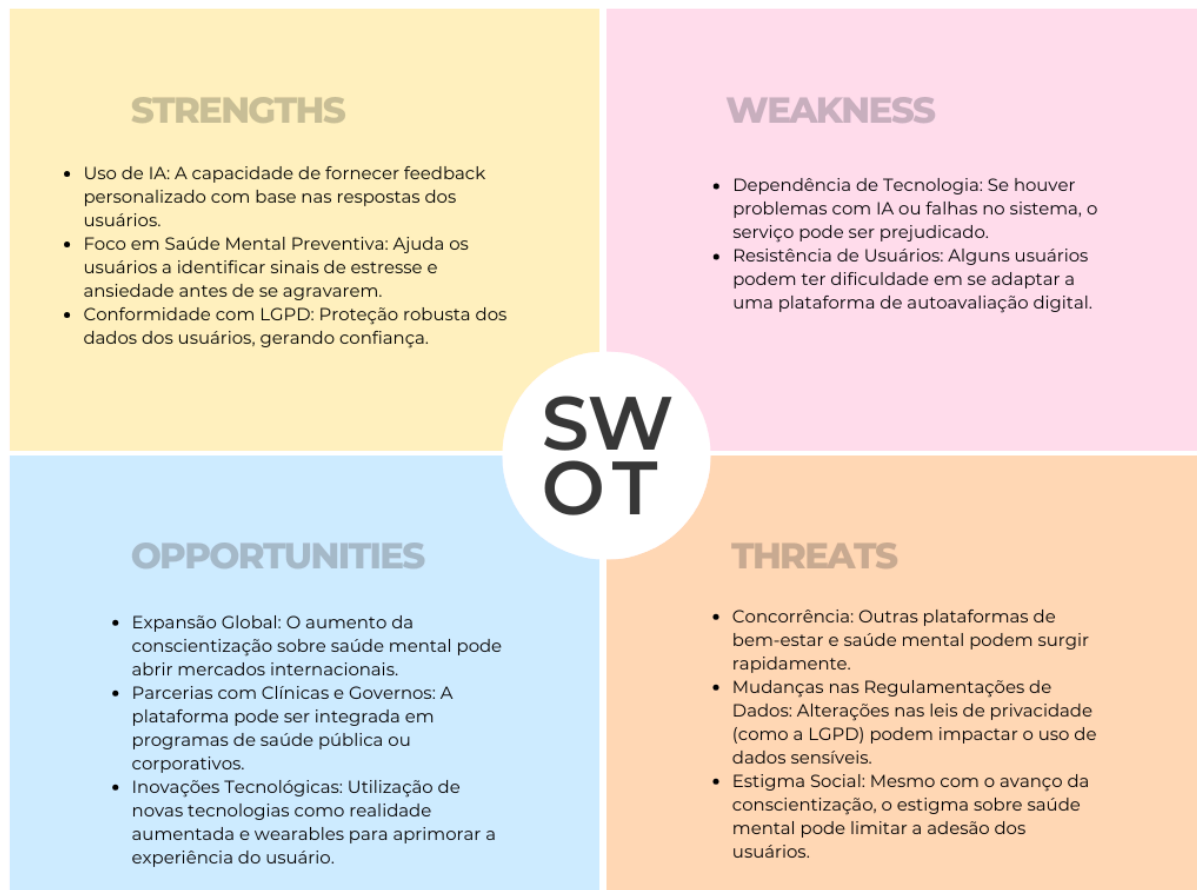 STRENGTHS
• Uso de IA: A capacidade de fornecer feedback
personalizado com base nas respostas dos
usuários.
• Foco em Saúde Mental Preventiva: Ajuda os
usuários a identificar sinais de estresse e
ansiedade antes de se agravarem.
• Conformidade com LGPD: Proteção robusta dos
dados dos usuários, gerando confiança.
WEAKNESS
• Dependência de Tecnologia: Se houver
problemas com IA ou falhas no sistema, o
serviço pode ser prejudicado.
• Resistência de Usuários: Alguns usuários
podem ter dificuldade em se adaptar a
uma plataforma de autoavaliação digital.
SW
OT
OPPORTUNITIES
• Expansão Global: O aumento da
conscientização sobre saúde mental pode
abrir mercados internacionais.
• Parcerias com Clínicas e Governos: A
plataforma pode ser integrada em
programas de saúde pública ou
corporativos.
• Inovações Tecnológicas: Utilização de
novas tecnologias como realidade
aumentada e wearables para aprimorar a
experiência do usuário.
THREATS
• Concorrência: Outras plataformas de
bem-estar e saúde mental podem surgir
rapidamente.
• Mudanças nas Regulamentações de
Dados: Alterações nas leis de privacidade
(como a LGPD) podem impactar o uso de
dados sensíveis.
• Estigma Social: Mesmo com o avanço da
conscientização, o estigma sobre saúde
mental pode limitar a adesão dos
usuários.